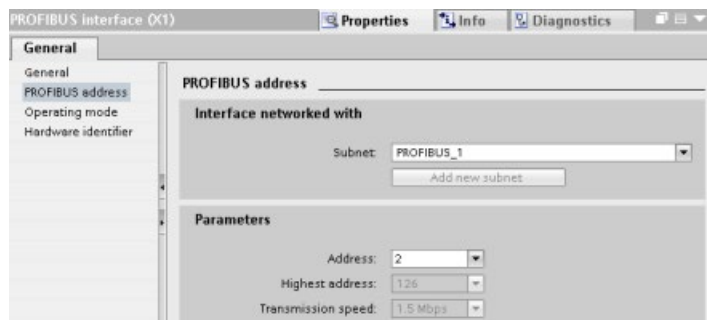 PROFIBUS interface (X1)
Properties
Info
Diagnostics
General
General
PROFIBUS address
Operating mode
Hardware identifier
PROFIBUS address
Interface networked with
Subnet: PROFIBUS_1
Add new subnet
Parameters
Address: 2
Highest address: 126
Transmission speed: 1.5 Mbps